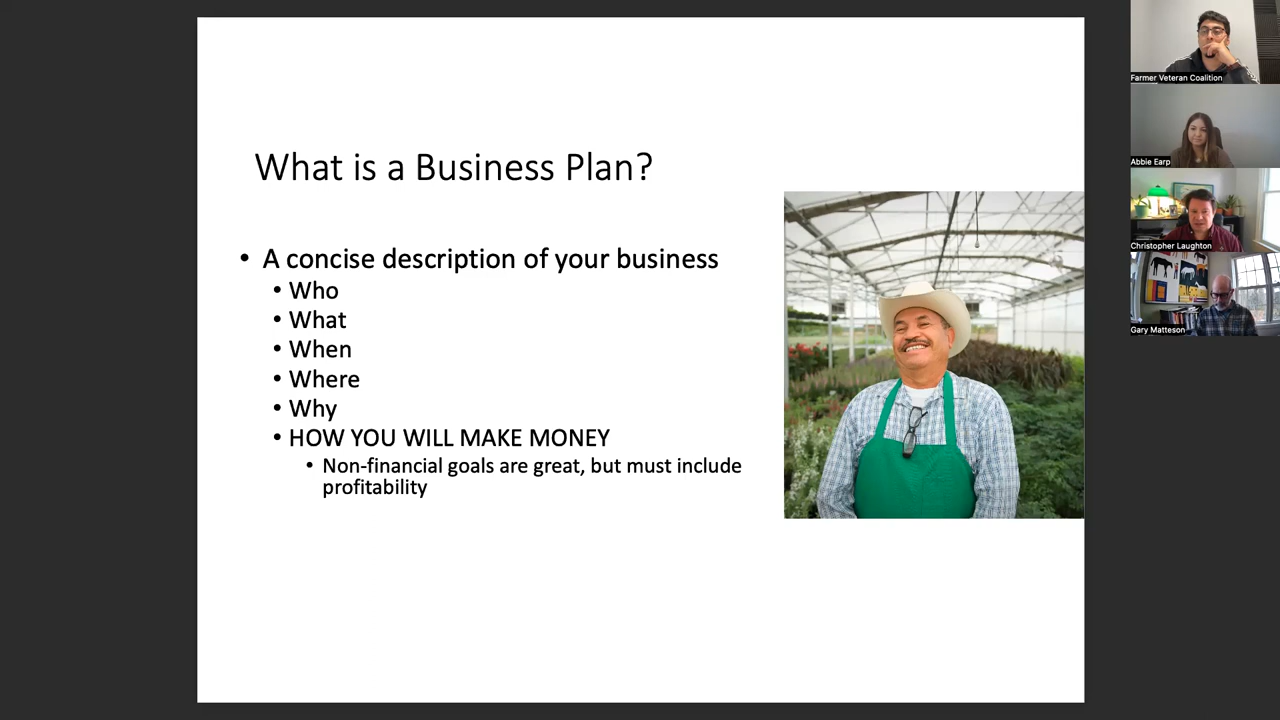 What is a Business Plan?
• A concise description of your business
• Who
• What
• When
• Where
• Why
• HOW YOU WILL MAKE MONEY
• Non-financial goals are great, but must include
profitability
Farmer Veteran Coalition
Abbie Earp
Christopher Laughton
Gary Matteson